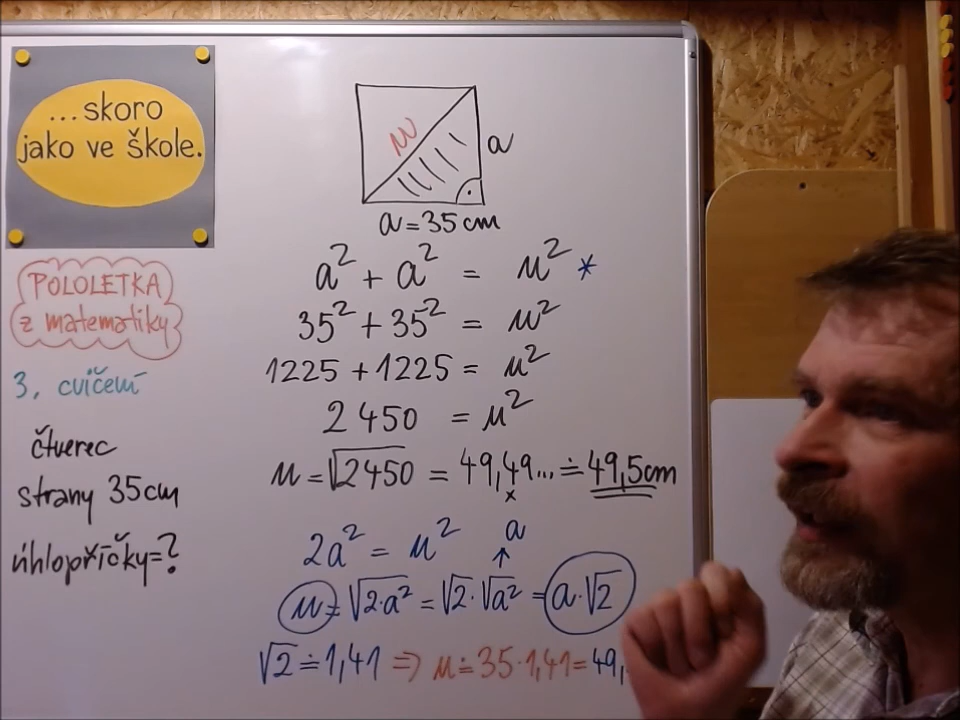 ...skoro
jako ve škole.
POLOLETKA
z matematiky
3. cvičení
čtverec
strany 35cm
úhlopříčky=?
u
a
a=35cm
a² + a² = u² *
35² + 35² = u²
1225 + 1225 = u²
2 450 = u²
u = √2450 = 49,49... ≐ 49,5cm
x
2a² = u²
a
↑
u = √2·a² = √2·√a² = a·√2
√2 ≐ 1,41 ⇒ u ≐ 35·1,41 = 49,